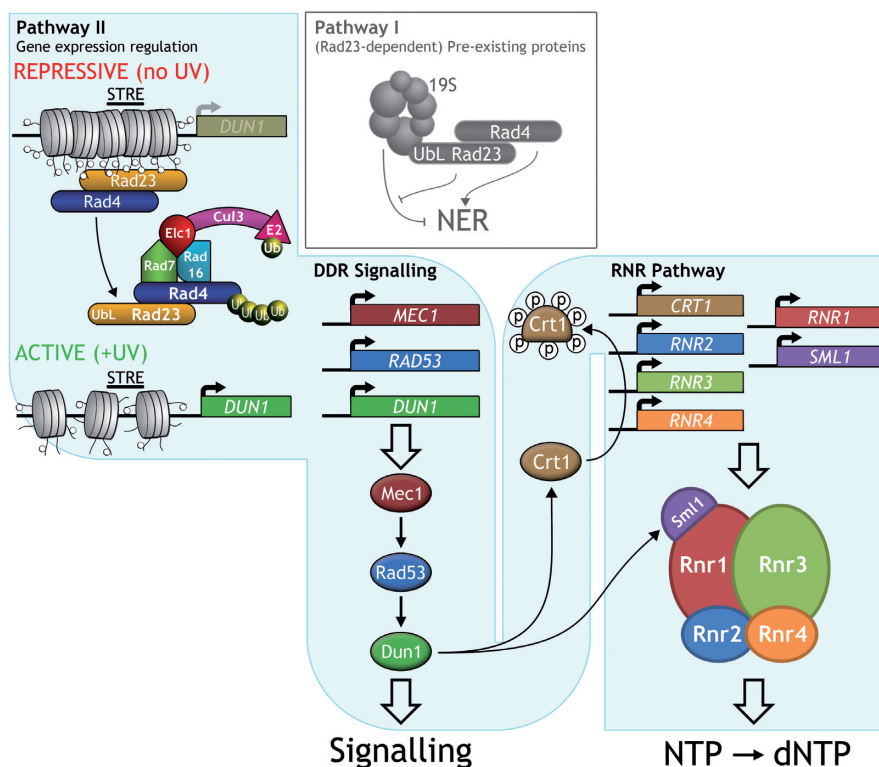 Pathway II
Gene expression regulation
REPRESSIVE (no UV)
STRE
DUN1
Rad23
Rad4
Elc1
Cul3
E2
Ub
Rad7
Rad
16
Rad4
UbL Rad23
Ub Ub Ub Ub
ACTIVE (+UV)
STRE
DUN1
Pathway I
(Rad23-dependent) Pre-existing proteins
19S
Rad4
UbL Rad23
NER
DDR Signalling
MEC1
RAD53
DUN1
Mec1
Rad53
Dun1
Signalling
RNR Pathway
p p p p p p p
Crt1
CRT1
RNR2
RNR3
RNR4
RNR1
SML1
Crt1
Sml1
Rnr1
Rnr3
Rnr2
Rnr4
NTP → dNTP